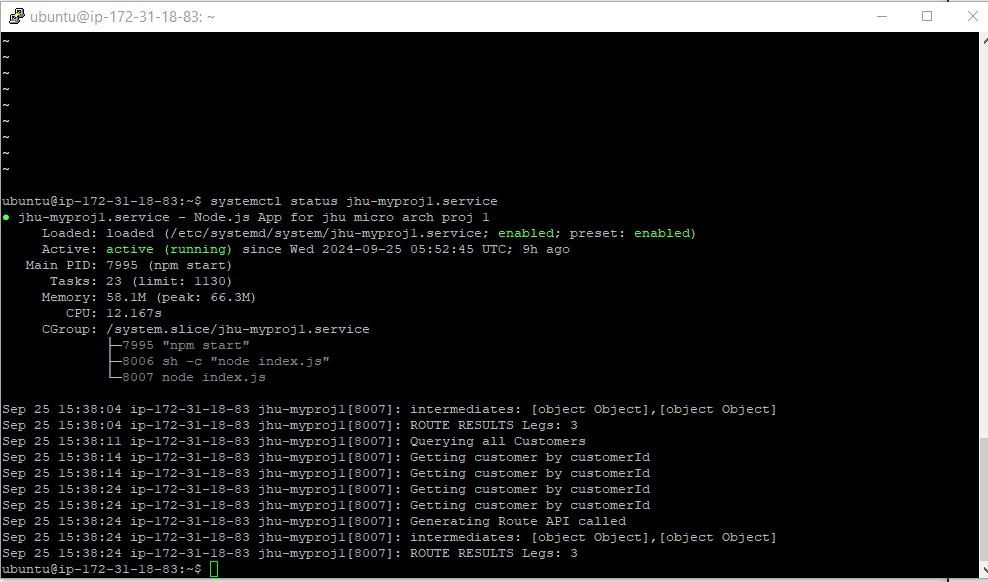 ubuntu@ip-172-31-18-83: ~
~
~
~
~
~
~
~
~
~
ubuntu@ip-172-31-18-83:~$ systemctl status jhu-myproj1.service
● jhu-myproj1.service - Node.js App for jhu micro arch proj 1
Loaded: loaded (/etc/systemd/system/jhu-myproj1.service; enabled; preset: enabled)
Active: active (running) since Wed 2024-09-25 05:52:45 UTC; 9h ago
Main PID: 7995 (npm start)
Tasks: 23 (limit: 1130)
Memory: 58.1M (peak: 66.3M)
CPU: 12.167s
CGroup: /system.slice/jhu-myproj1.service
├─7995 "npm start"
├─8006 sh -c "node index.js"
└─8007 node index.js
Sep 25 15:38:04 ip-172-31-18-83 jhu-myproj1[8007]: intermediates: [object Object],[object Object]
Sep 25 15:38:04 ip-172-31-18-83 jhu-myproj1[8007]: ROUTE RESULTS Legs: 3
Sep 25 15:38:11 ip-172-31-18-83 jhu-myproj1[8007]: Querying all Customers
Sep 25 15:38:14 ip-172-31-18-83 jhu-myproj1[8007]: Getting customer by customerId
Sep 25 15:38:14 ip-172-31-18-83 jhu-myproj1[8007]: Getting customer by customerId
Sep 25 15:38:24 ip-172-31-18-83 jhu-myproj1[8007]: Getting customer by customerId
Sep 25 15:38:24 ip-172-31-18-83 jhu-myproj1[8007]: Getting customer by customerId
Sep 25 15:38:24 ip-172-31-18-83 jhu-myproj1[8007]: Generating Route API called
Sep 25 15:38:24 ip-172-31-18-83 jhu-myproj1[8007]: intermediates: [object Object],[object Object]
Sep 25 15:38:24 ip-172-31-18-83 jhu-myproj1[8007]: ROUTE RESULTS Legs: 3
ubuntu@ip-172-31-18-83:~$